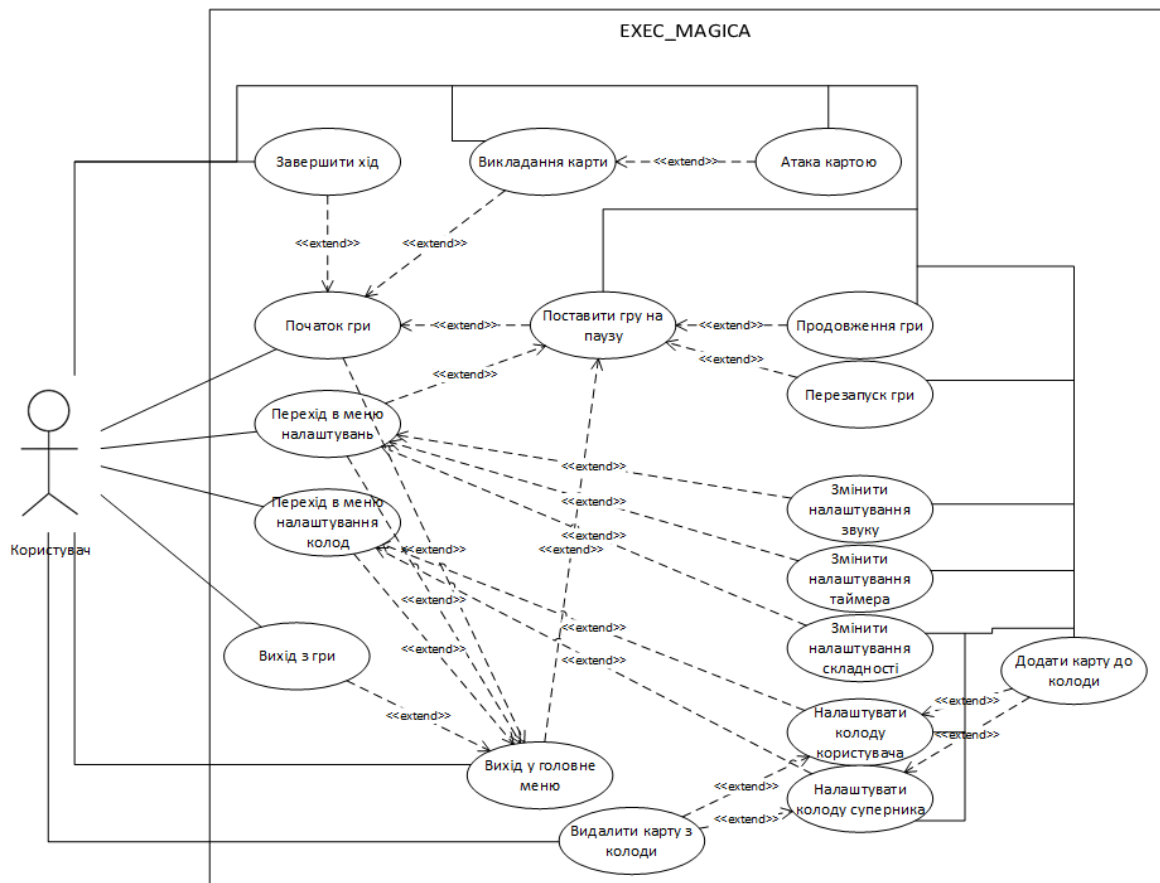 EXEC_MAGICA
Завершити хід
Викладання карти
<<extend>>
Атака картою
<<extend>>
<<extend>>
Початок гри
<<extend>>
Поставити гру на
паузу
<<extend>>
Продовження гри
<<extend>>
<<extend>>
Перезапуск гри
Перехід в меню
налаштувань
<<extend>>
Змінити
налаштування
звуку
Перехід в меню
налаштування
колод
<<extend>>
Користувач
<<extend>>
<<extend>>
<<extend>>
Змінити
налаштування
таймера
<<extend>>
<<extend>>
Змінити
налаштування
складності
<<extend>>
<<extend>>
Вихід з гри
Додати карту до
колоди
<<extend>>
<<extend>>
<<extend>>
Налаштувати
колоду
користувача
<<extend>>
Вихід у головне
меню
<<extend>>
Налаштувати
колоду суперника
<<extend>>
Видалити карту з
колоди